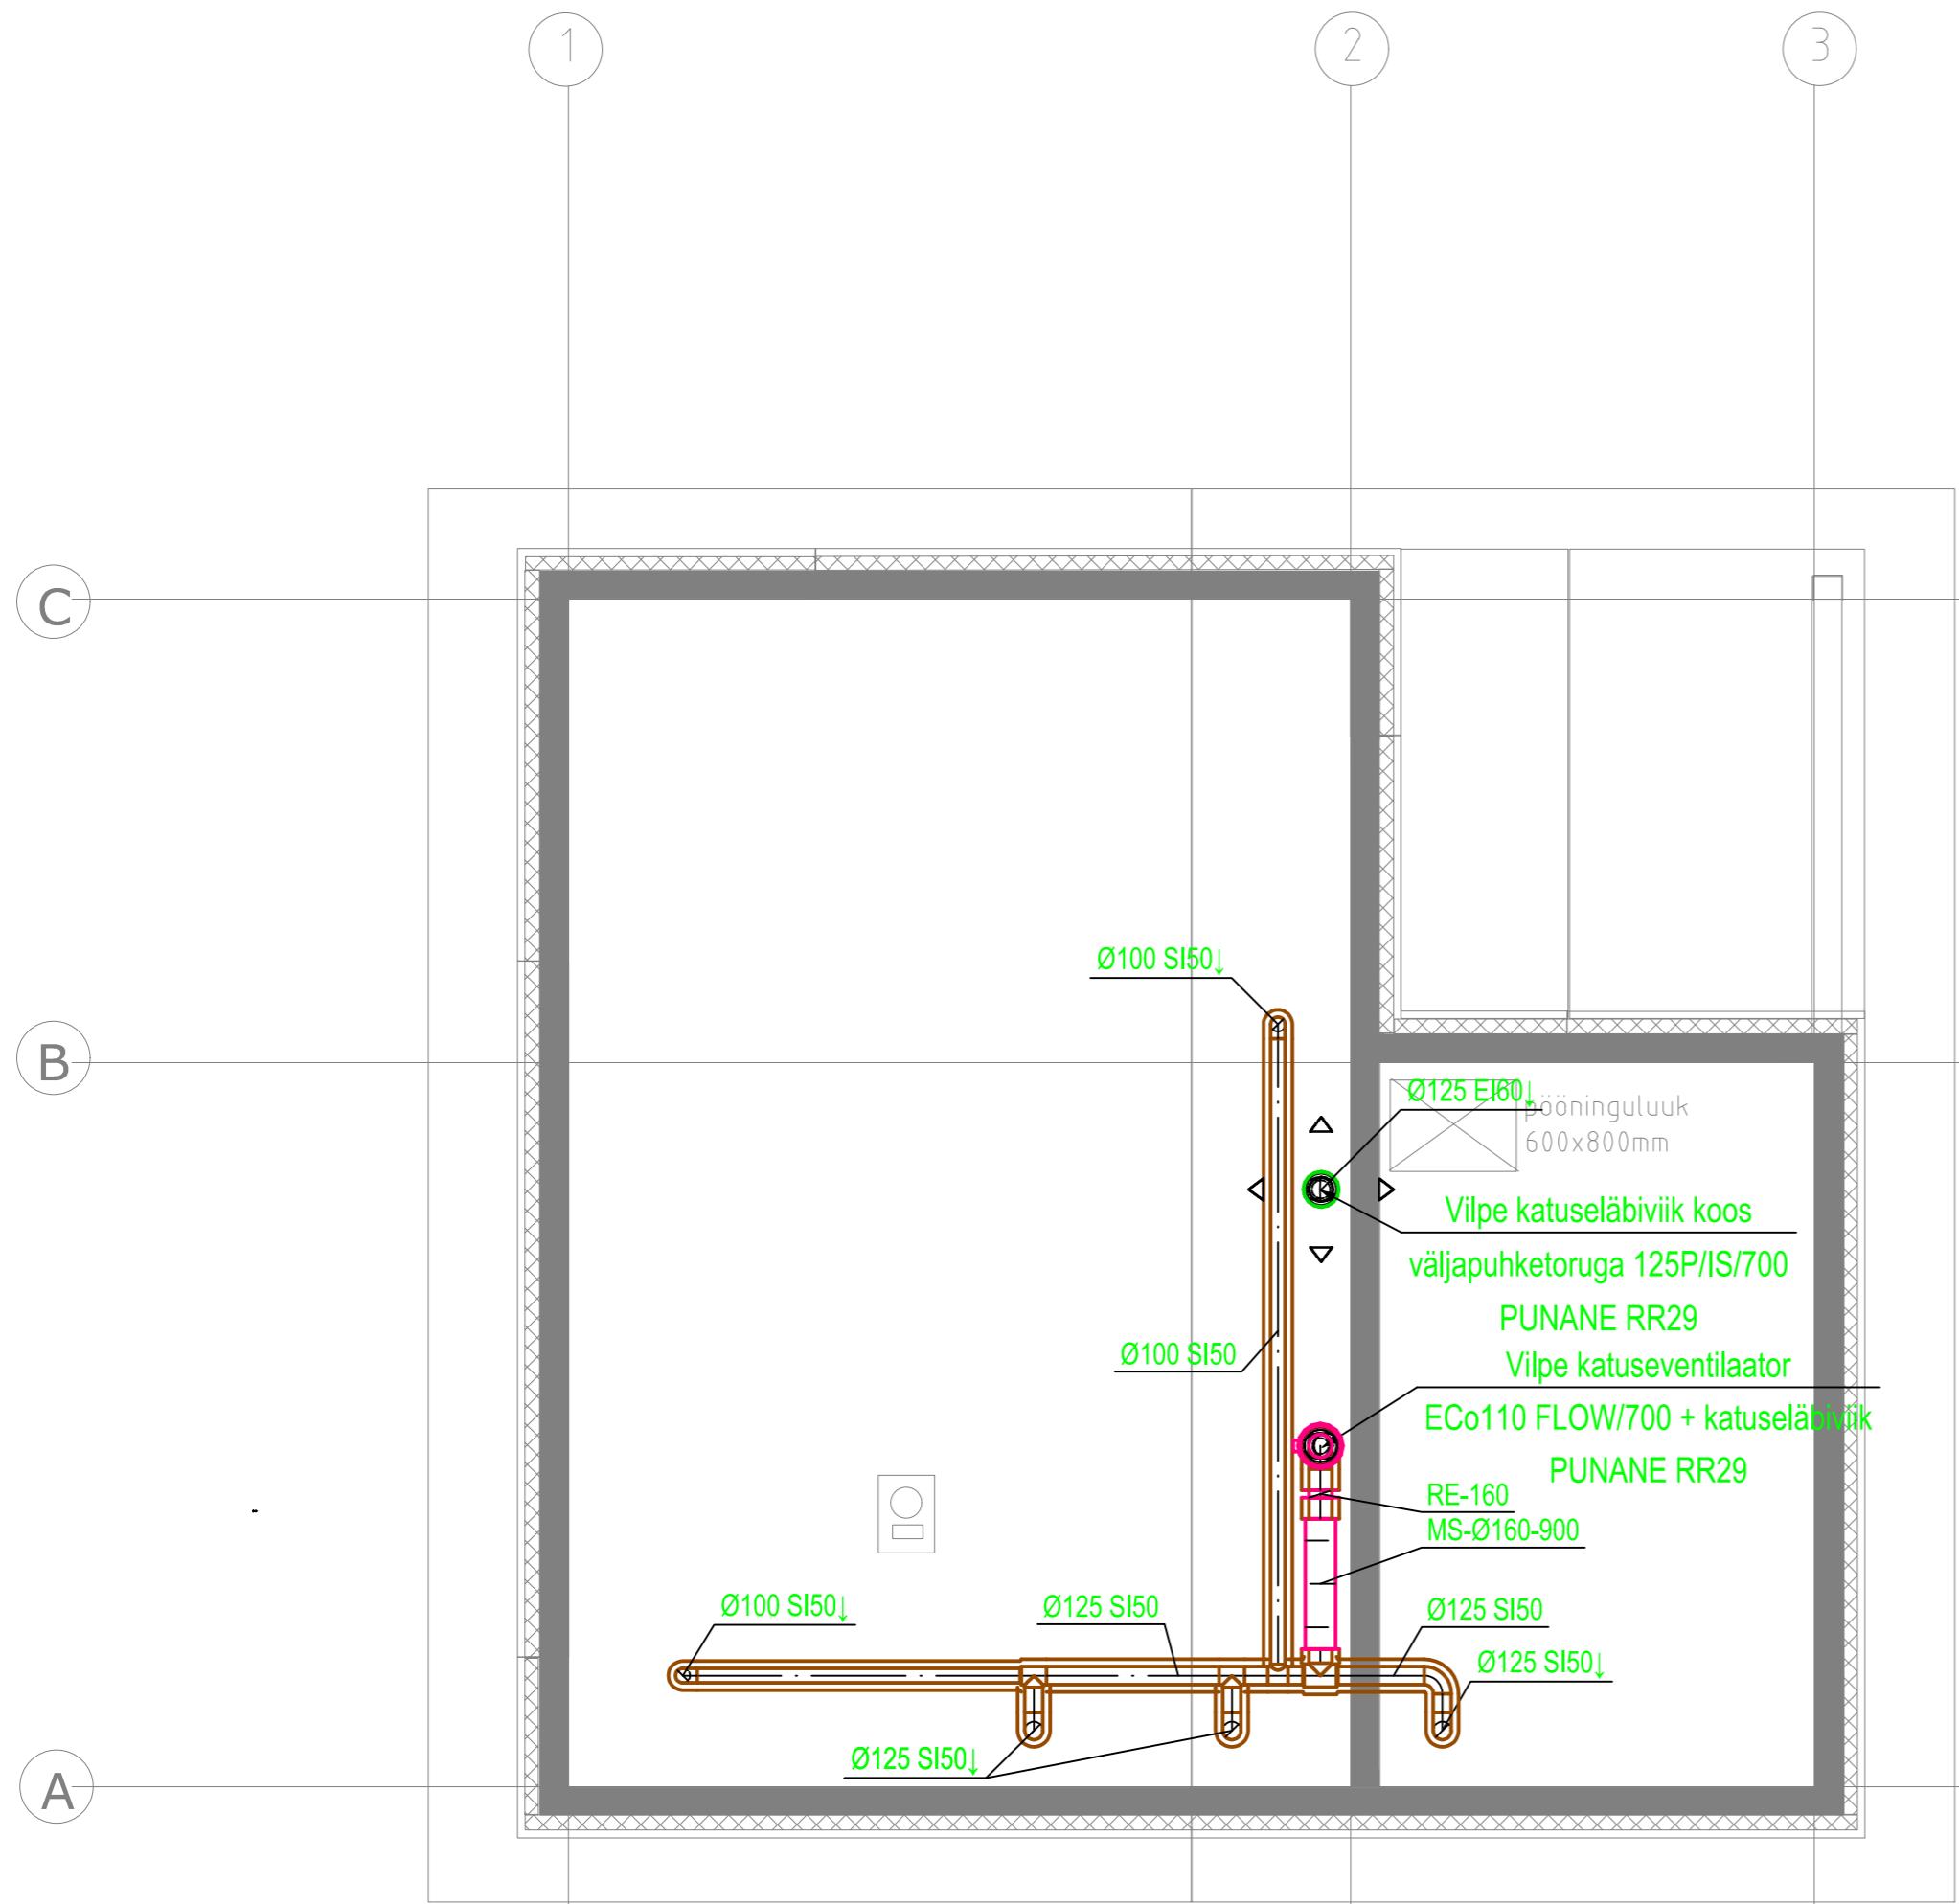 1
2
3
C
B
A
Ø100 SI50↓
Ø125 EI60↓
pööninguluuk
600x800mm
Vilpe katuseläbiviik koos
väljapuhketoruga 125P/IS/700
PUNANE RR29
Ø100 SI50
Vilpe katuseventilaator
ECo110 FLOW/700 + katuseläbiviik
PUNANE RR29
RE-160
MS-Ø160-900
Ø100 SI50↓
Ø125 SI50
Ø125 SI50
Ø125 SI50↓
Ø125 SI50↓